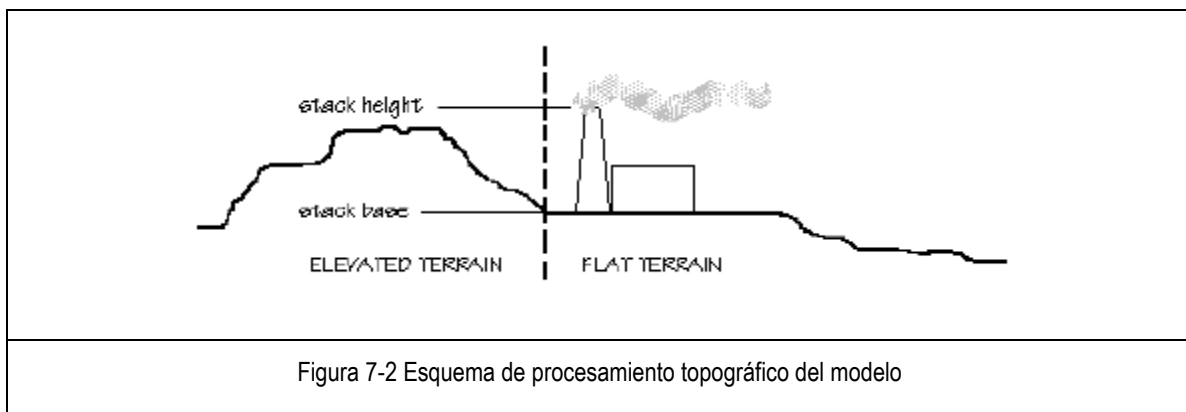 stack height
stack base
ELEVATED TERRAIN
FLAT TERRAIN
Figura 7-2 Esquema de procesamiento topográfico del modelo